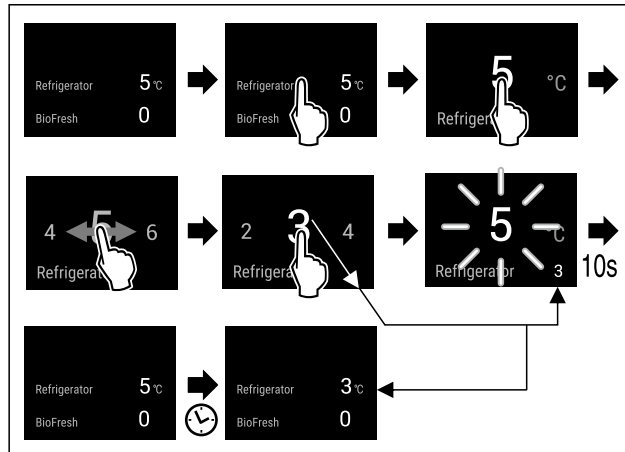 Refrigerator 5 °C
BioFresh 0
Refrigerator 5 °C
BioFresh 0
5 °C
Refriger
4 5 6
Refrigera
2 3 4
Refrigera
5 °C
Refrigerator 3
10s
Refrigerator 5 °C
BioFresh 0
Refrigerator 3 °C
BioFresh 0